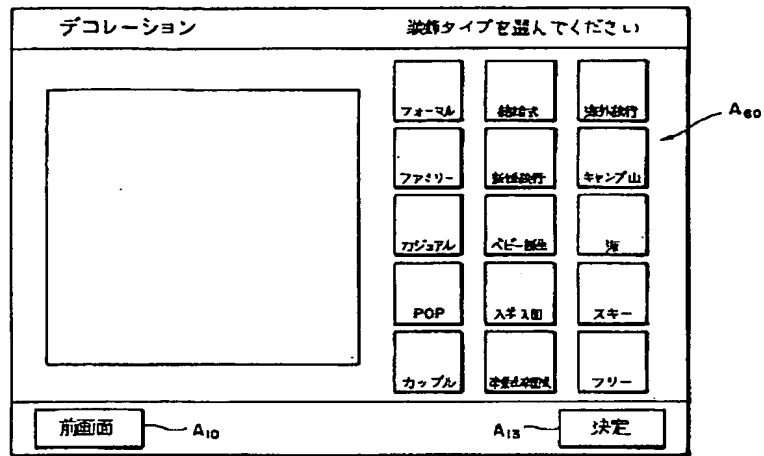 デコレーション 装飾タイプを選んでください
フォーマル 結婚式 海外旅行
A60
ファミリー 新婚旅行 キャンプ山
カジュアル ベビー誕生 海
POP 入学入園 スキー
カップル 卒業式卒園式 フリー
前画面 A10 A13 決定